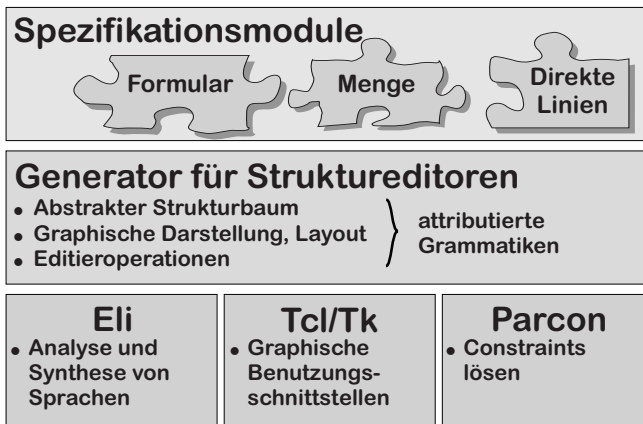 Spezifikationsmodule
Formular
Menge
Direkte
Linien
Generator für Struktureditoren
• Abstrakter Strukturbaum
• Graphische Darstellung, Layout
• Editieroperationen
attributierte
Grammatiken
Eli
• Analyse und
Synthese von
Sprachen
Tcl/Tk
• Graphische
Benutzungs-
schnittstellen
Parcon
• Constraints
lösen